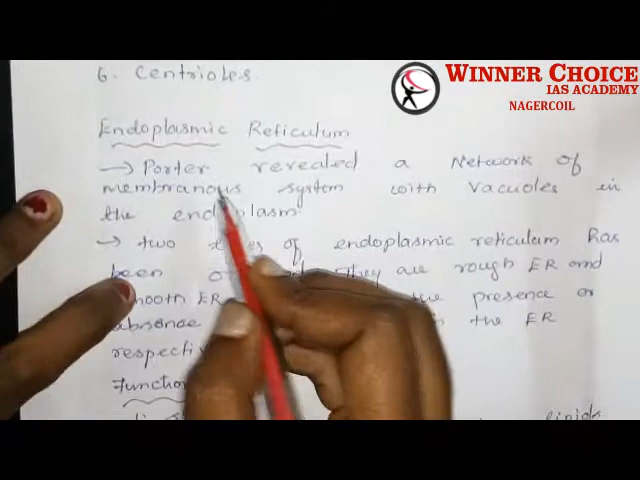 6. Centrioles.
WINNER CHOICE
IAS ACADEMY
NAGERCOIL
Endoplasmic Reticulum
→ Porter revealed a Network of
membranous system with vacuoles in
the endoplasm.
→ two of endoplasmic reticulum has
been They are rough ER and
smooth ER the presence or
absence the ER
Function
lipids